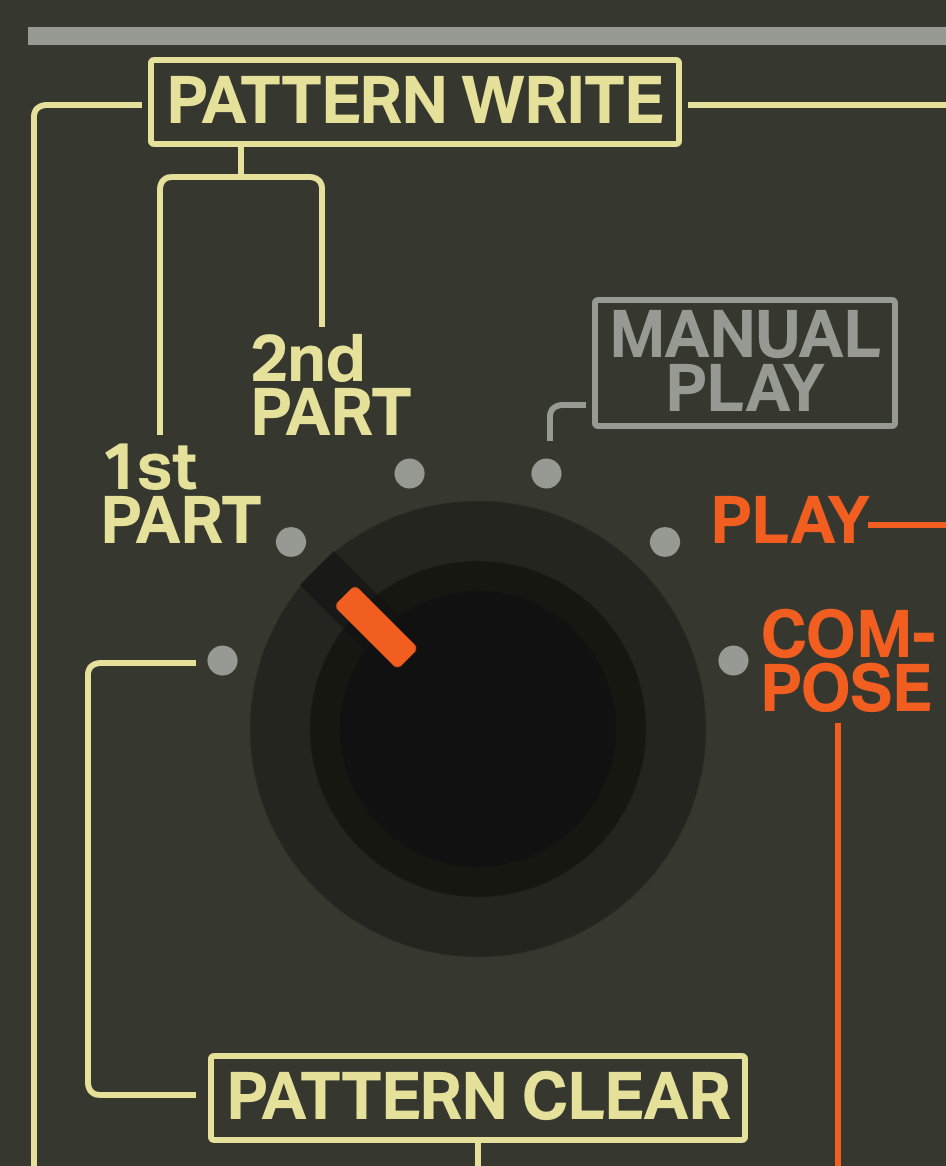 PATTERN WRITE
2nd
PART
1st
PART
MANUAL
PLAY
PLAY
COM-
POSE
PATTERN CLEAR